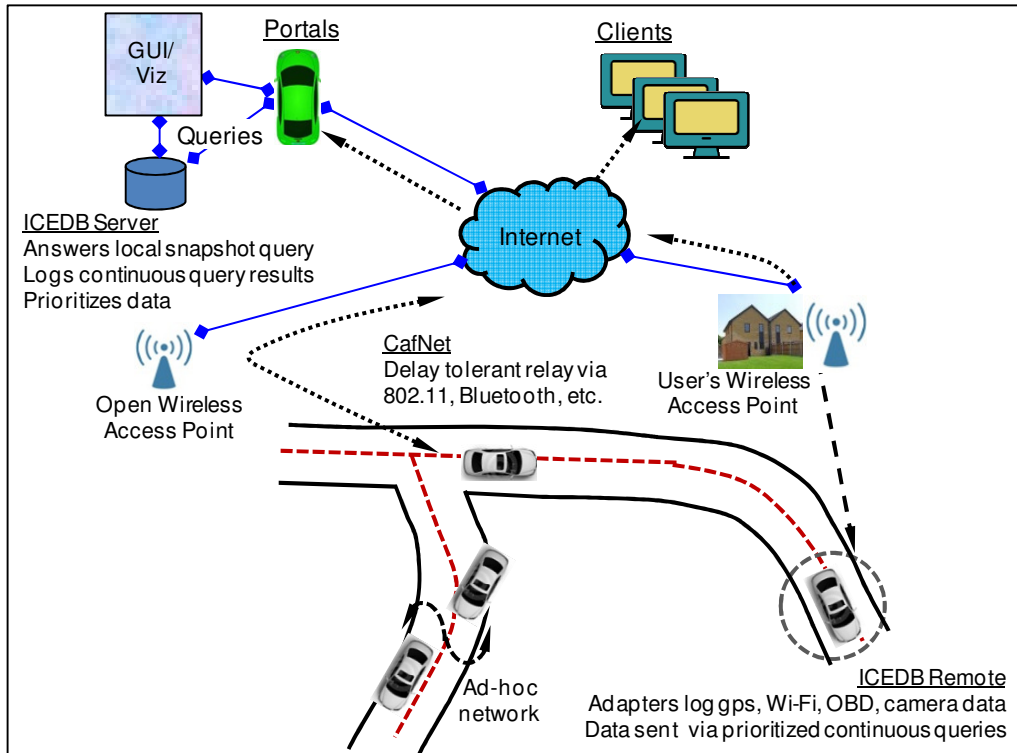 Portals
Clients
GUI/
Viz
Queries
ICEDB Server
Answers local snapshot query
Logs continuous query results
Prioritizes data
Internet
CafNet
Delay tolerant relay via
802.11, Bluetooth, etc.
Open Wireless
Access Point
User's Wireless
Access Point
Ad-hoc
network
ICEDB Remote
Adapters log gps, Wi-Fi, OBD, camera data
Data sent via prioritized continuous queries